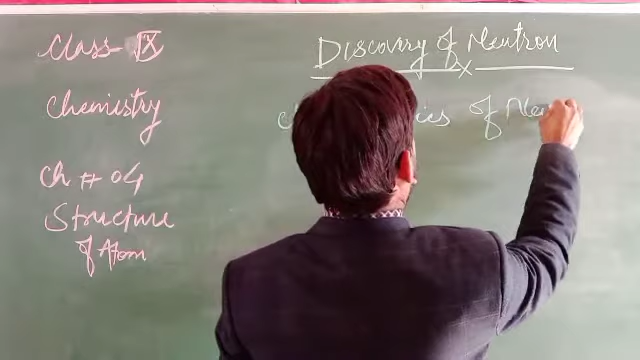 Class-IX
Chemistry
Ch # 04
Structure
of Atom
Discovery of Neutron
x
of